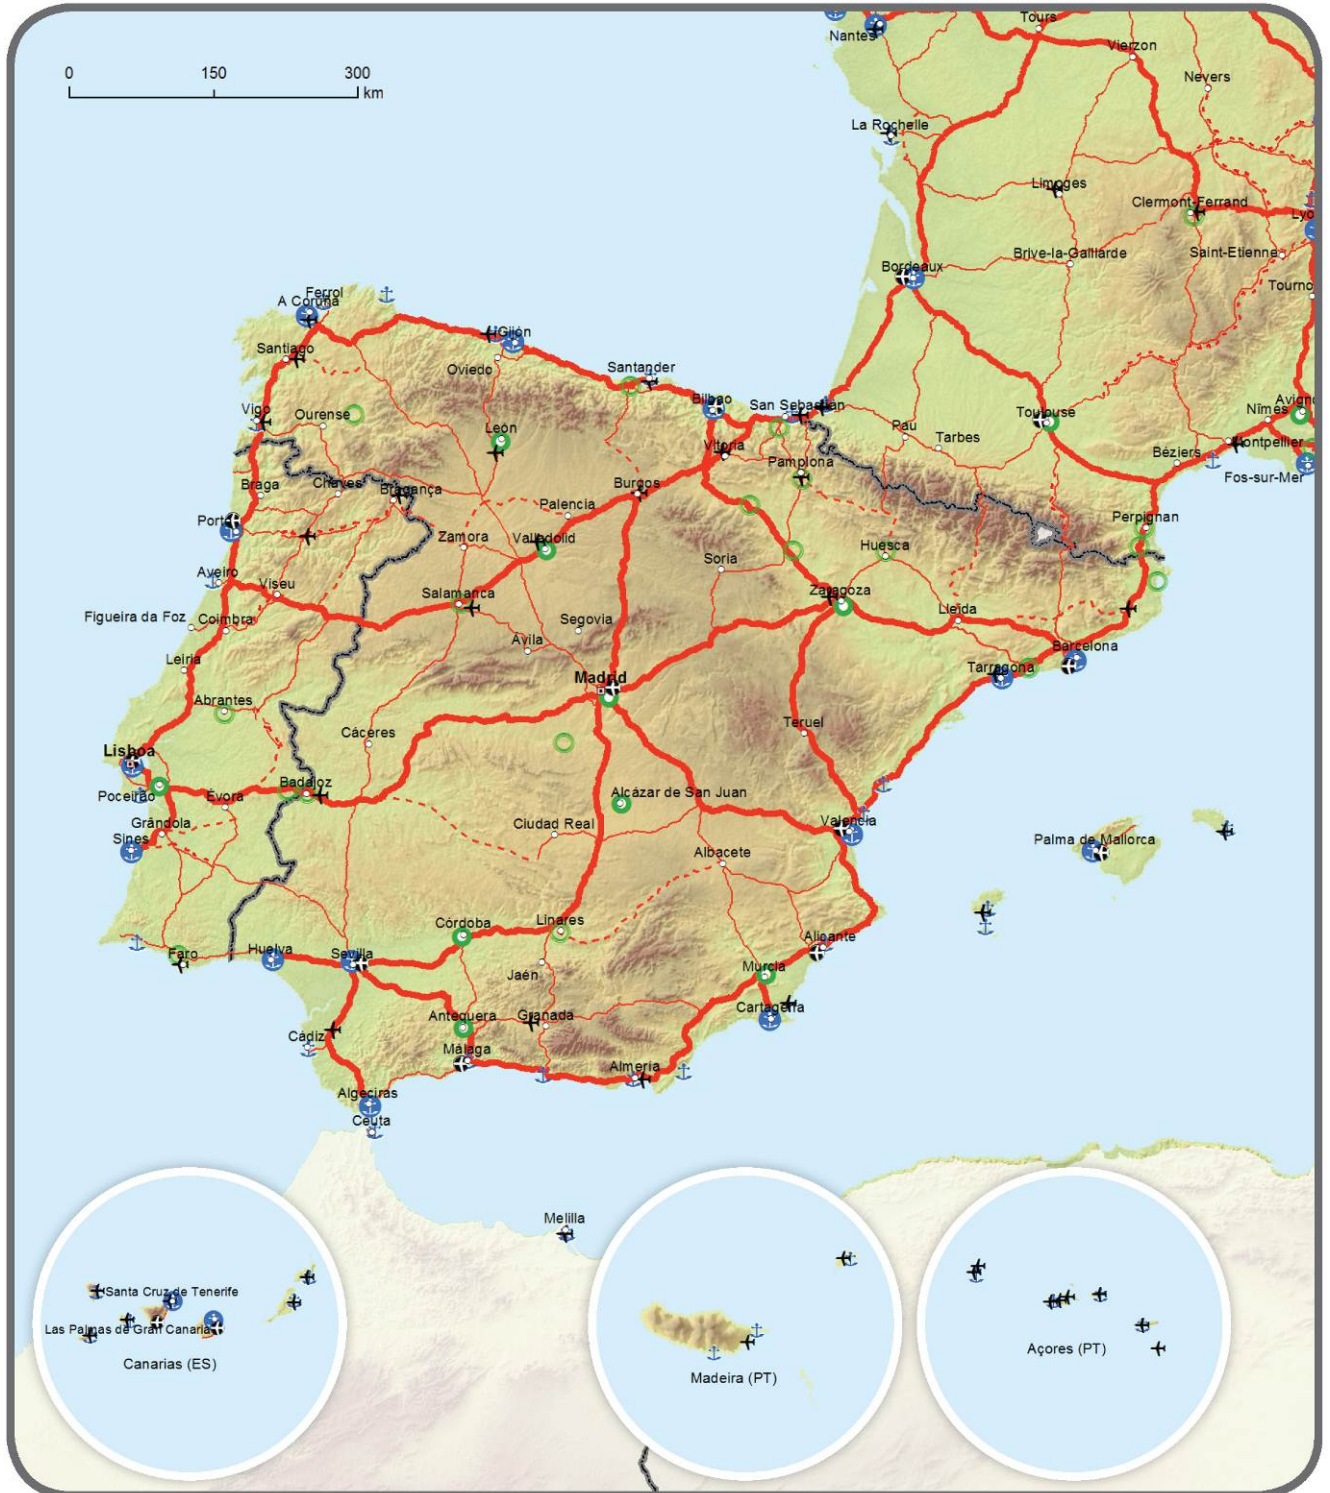 Tours
Nantes
Vierzon
0 150 300
km
Nevers
La Rochelle
Limoges
Clermont-Ferrand
Lyo
Brive-la-Gaillarde
Saint-Etienne
Bordeaux
Tourno
Ferrol
A Coruña
Gijón
Santiago
Oviedo
Santander
Bilbao
San Sebastián
Avign
Nîmes
Vigo
Ourense
León
Toulouse
Pau
Tarbes
Montpellier
Vitoria
Béziers
Pamplona
Fos-sur-Mer
Braga
Chaves
Bragança
Burgos
Palencia
Porto
Perpignan
Zamora
Valladolid
Huesca
Soria
Aveiro
Viseu
Salamanca
Zaragoza
Lleida
Figueira da Foz
Coimbra
Segovia
Ávila
Barcelona
Leiria
Tarragona
Madrid
Abrantes
Teruel
Cáceres
Lisboa
Badajoz
Poceirão
Évora
Alcázar de San Juan
Grândola
Ciudad Real
Valencia
Sines
Palma de Mallorca
Albacete
Córdoba
Linares
Alicante
Faro
Huelva
Sevilla
Jaén
Murcia
Cartagena
Antequera
Granada
Cádiz
Málaga
Almería
Algeciras
Ceuta
Melilla
Santa Cruz de Tenerife
Las Palmas de Gran Canaria
Canarias (ES)
Madeira (PT)
Açores (PT)